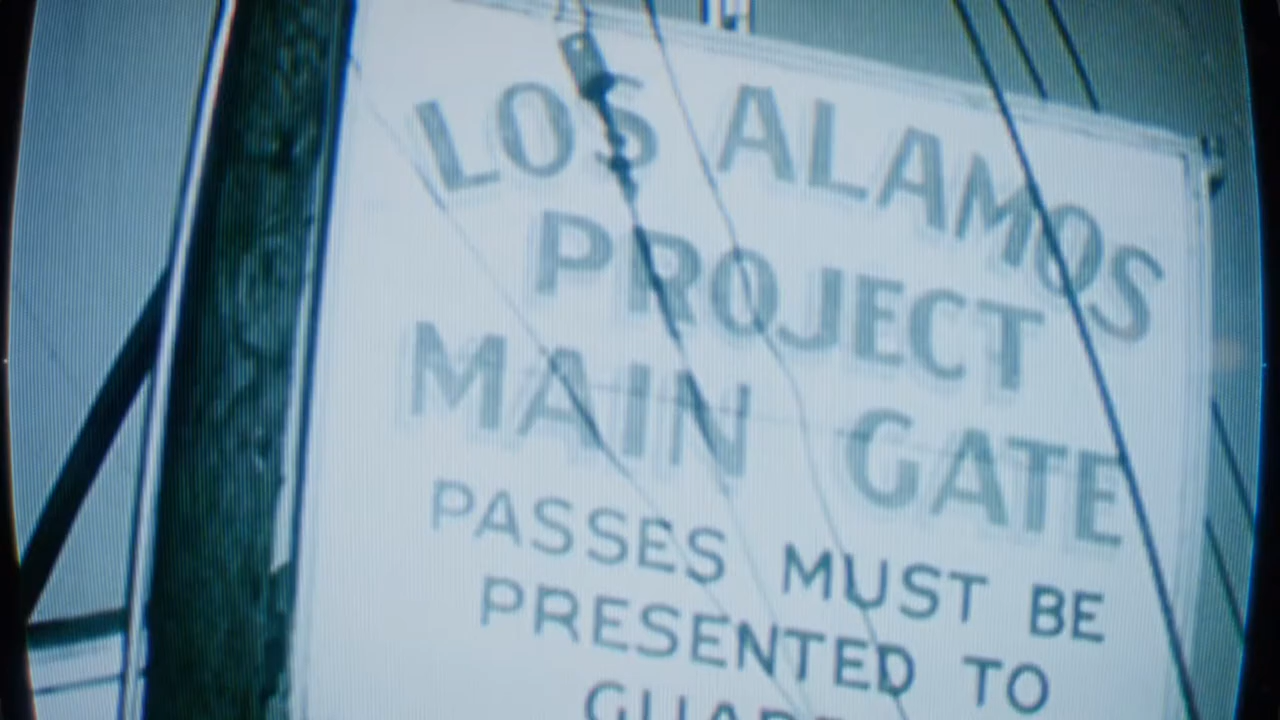 LOS ALAMOS
PROJECT
MAIN GATE
PASSES MUST BE
PRESENTED TO